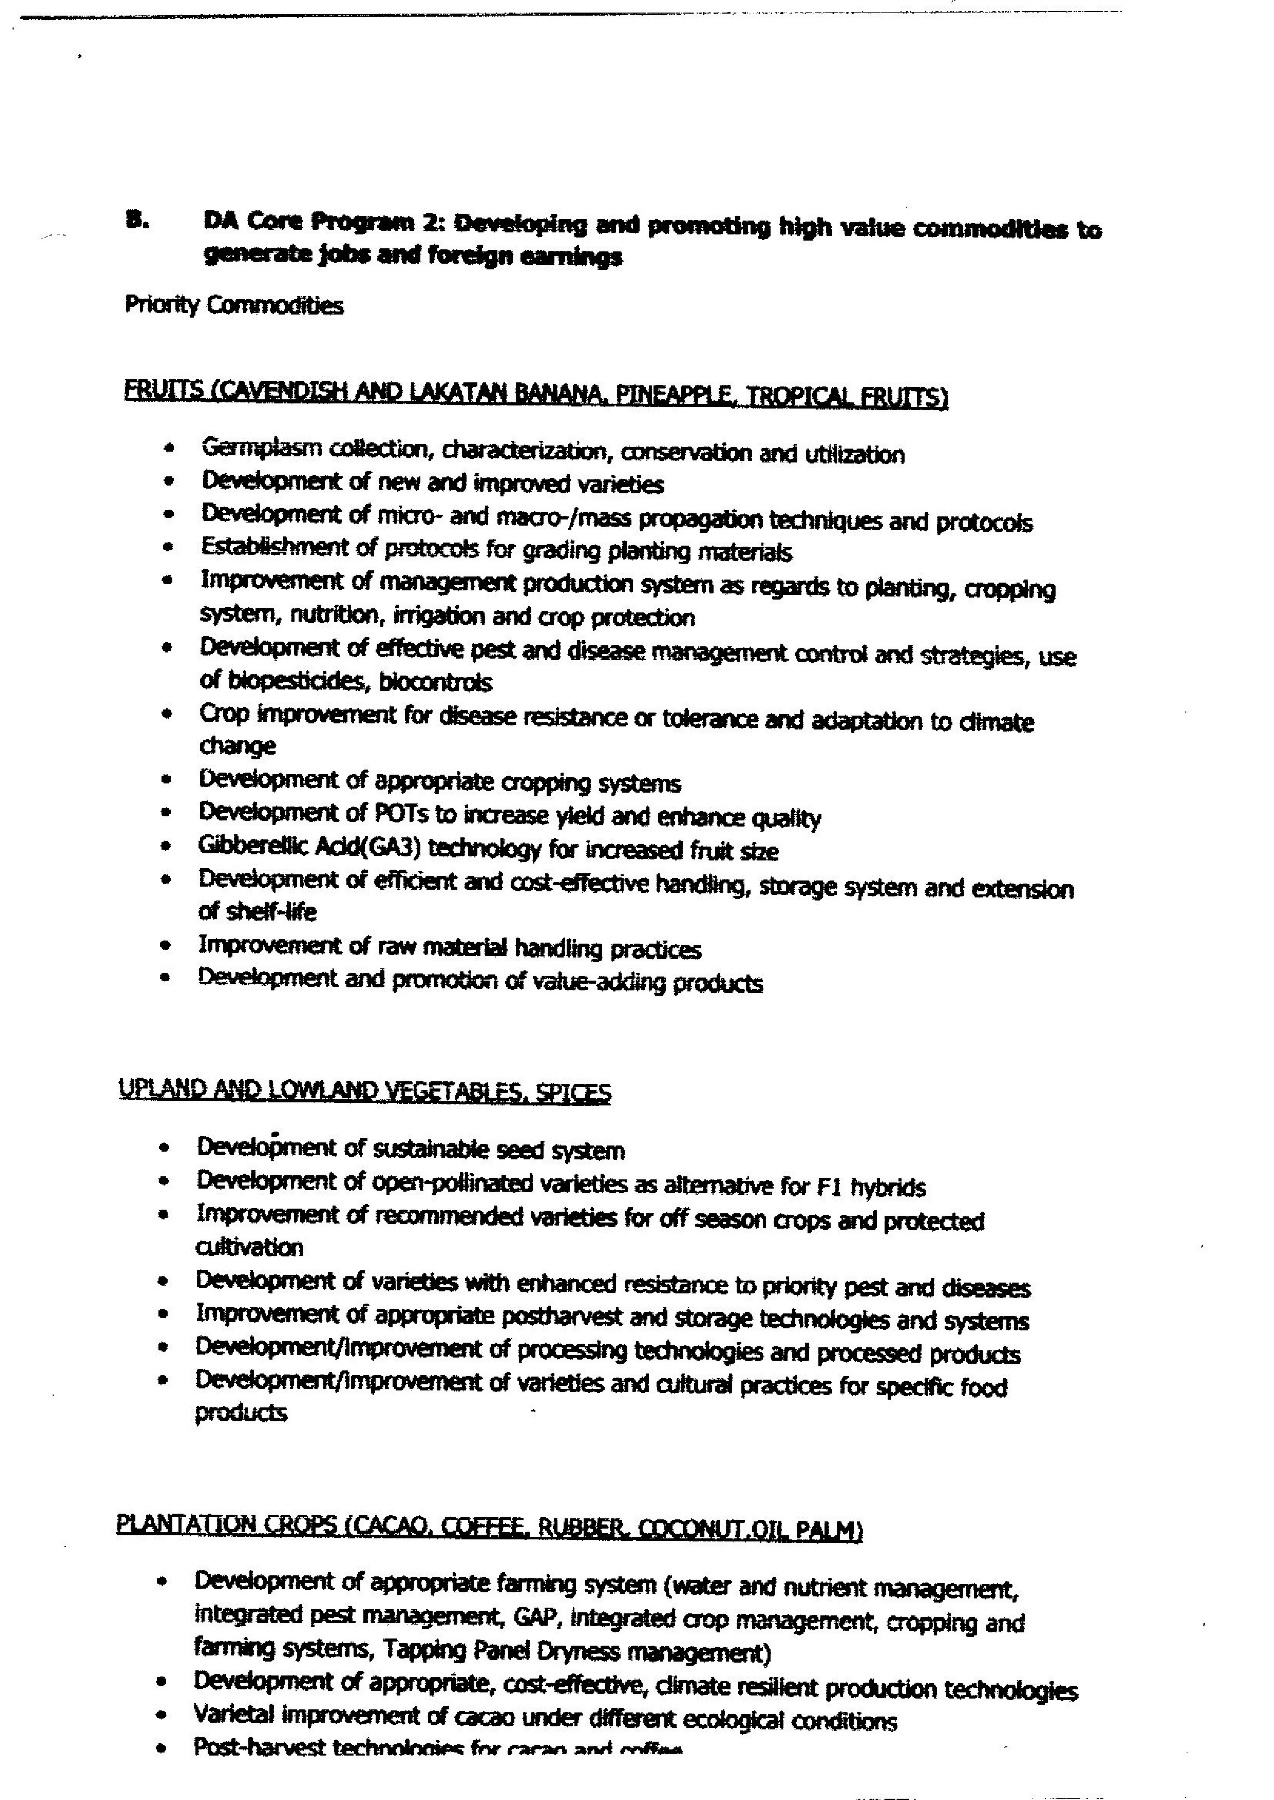 B. DA Core Program 2: Developing and promoting high value commodities to
generate jobs and foreign earnings
Priority Commodities
FRUITS (CAVENDISH AND LAKATAN BANANA, PINEAPPLE, TROPICAL FRUITS)
• Germplasm collection, characterization, conservation and utilization
• Development of new and improved varieties
• Development of micro- and macro-/mass propagation techniques and protocols
• Establishment of protocols for grading planting materials
• Improvement of management production system as regards to planting, cropping
system, nutrition, irrigation and crop protection
• Development of effective pest and disease management control and strategies, use
of biopesticides, biocontrols
• Crop improvement for disease resistance or tolerance and adaptation to climate
change
• Development of appropriate cropping systems
• Development of POTs to increase yield and enhance quality
• Gibberellic Acid(GA3) technology for increased fruit size
• Development of efficient and cost-effective handling, storage system and extension
of shelf-life
• Improvement of raw material handling practices
• Development and promotion of value-adding products
UPLAND AND LOWLAND VEGETABLES, SPICES
• Development of sustainable seed system
• Development of open-pollinated varieties as alternative for F1 hybrids
• Improvement of recommended varieties for off season crops and protected
cultivation
• Development of varieties with enhanced resistance to priority pest and diseases
• Improvement of appropriate postharvest and storage technologies and systems
• Development/improvement of processing technologies and processed products
• Development/improvement of varieties and cultural practices for specific food
products
PLANTATION CROPS (CACAO, COFFEE, RUBBER, COCONUT,OIL PALM)
• Development of appropriate farming system (water and nutrient management,
integrated pest management, GAP, integrated crop management, cropping and
farming systems, Tapping Panel Dryness management)
• Development of appropriate, cost-effective, climate resilient production technologies
• Varietal improvement of cacao under different ecological conditions
• Post-harvest technologies for cacao and coffee